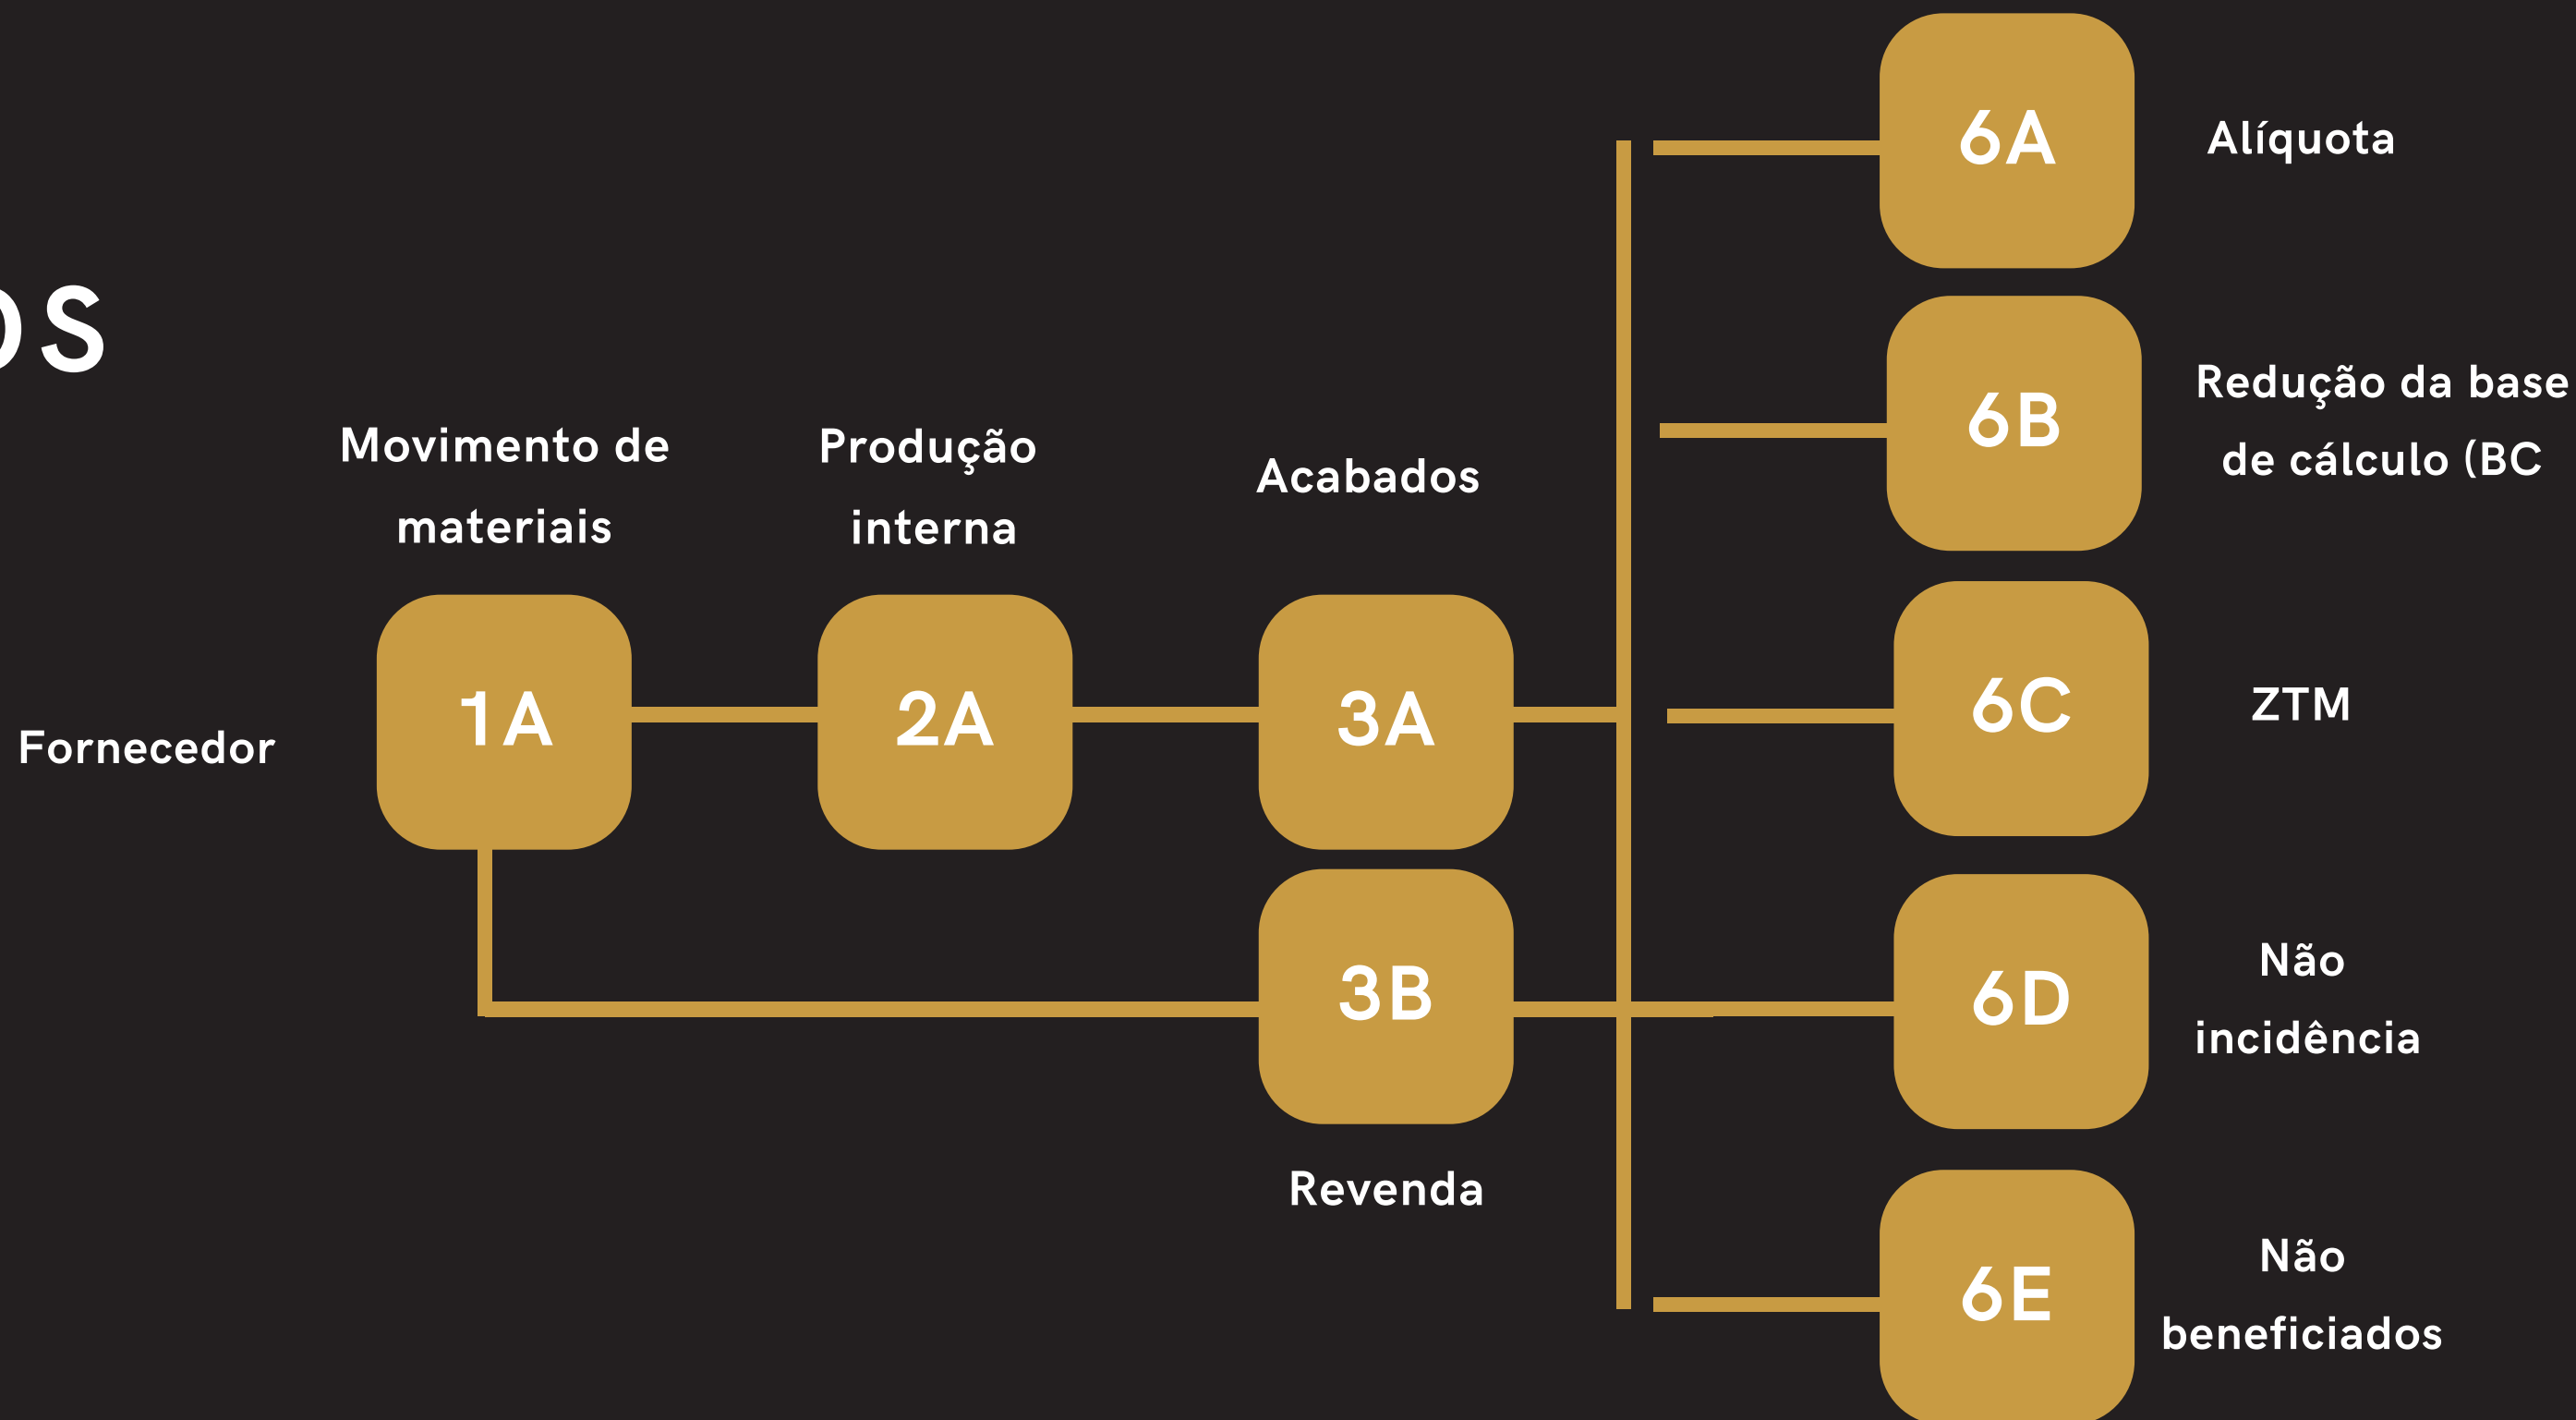 OS
Movimento de
materiais
Produção
interna
Acabados
Fornecedor
1A
2A
3A
3B
Revenda
6A
Alíquota
6B
Redução da base
de cálculo (BC
6C
ZTM
6D
Não
incidência
6E
Não
beneficiados